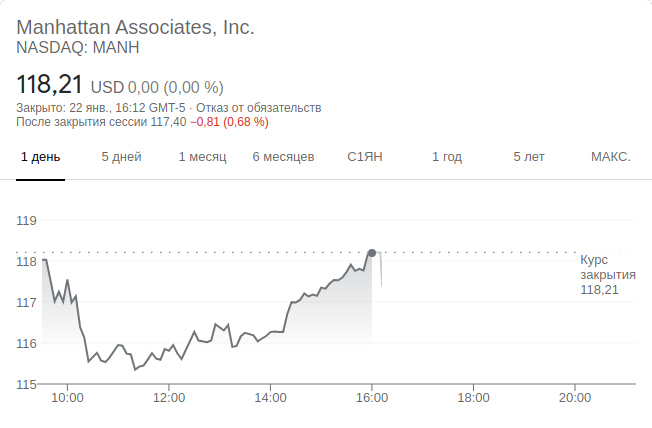 Manhattan Associates, Inc.
NASDAQ: MANH
118,21 USD 0,00 (0,00 %)
Закрыто: 22 янв., 16:12 GMT-5 · Отказ от обязательств
После закрытия сессии 117,40 −0,81 (0,68 %)
1 день 5 дней 1 месяц 6 месяцев С1ЯН 1 год 5 лет МАКС.
119
118
117
116
115
Курс
закрытия
118,21
10:00 12:00 14:00 16:00 18:00 20:00